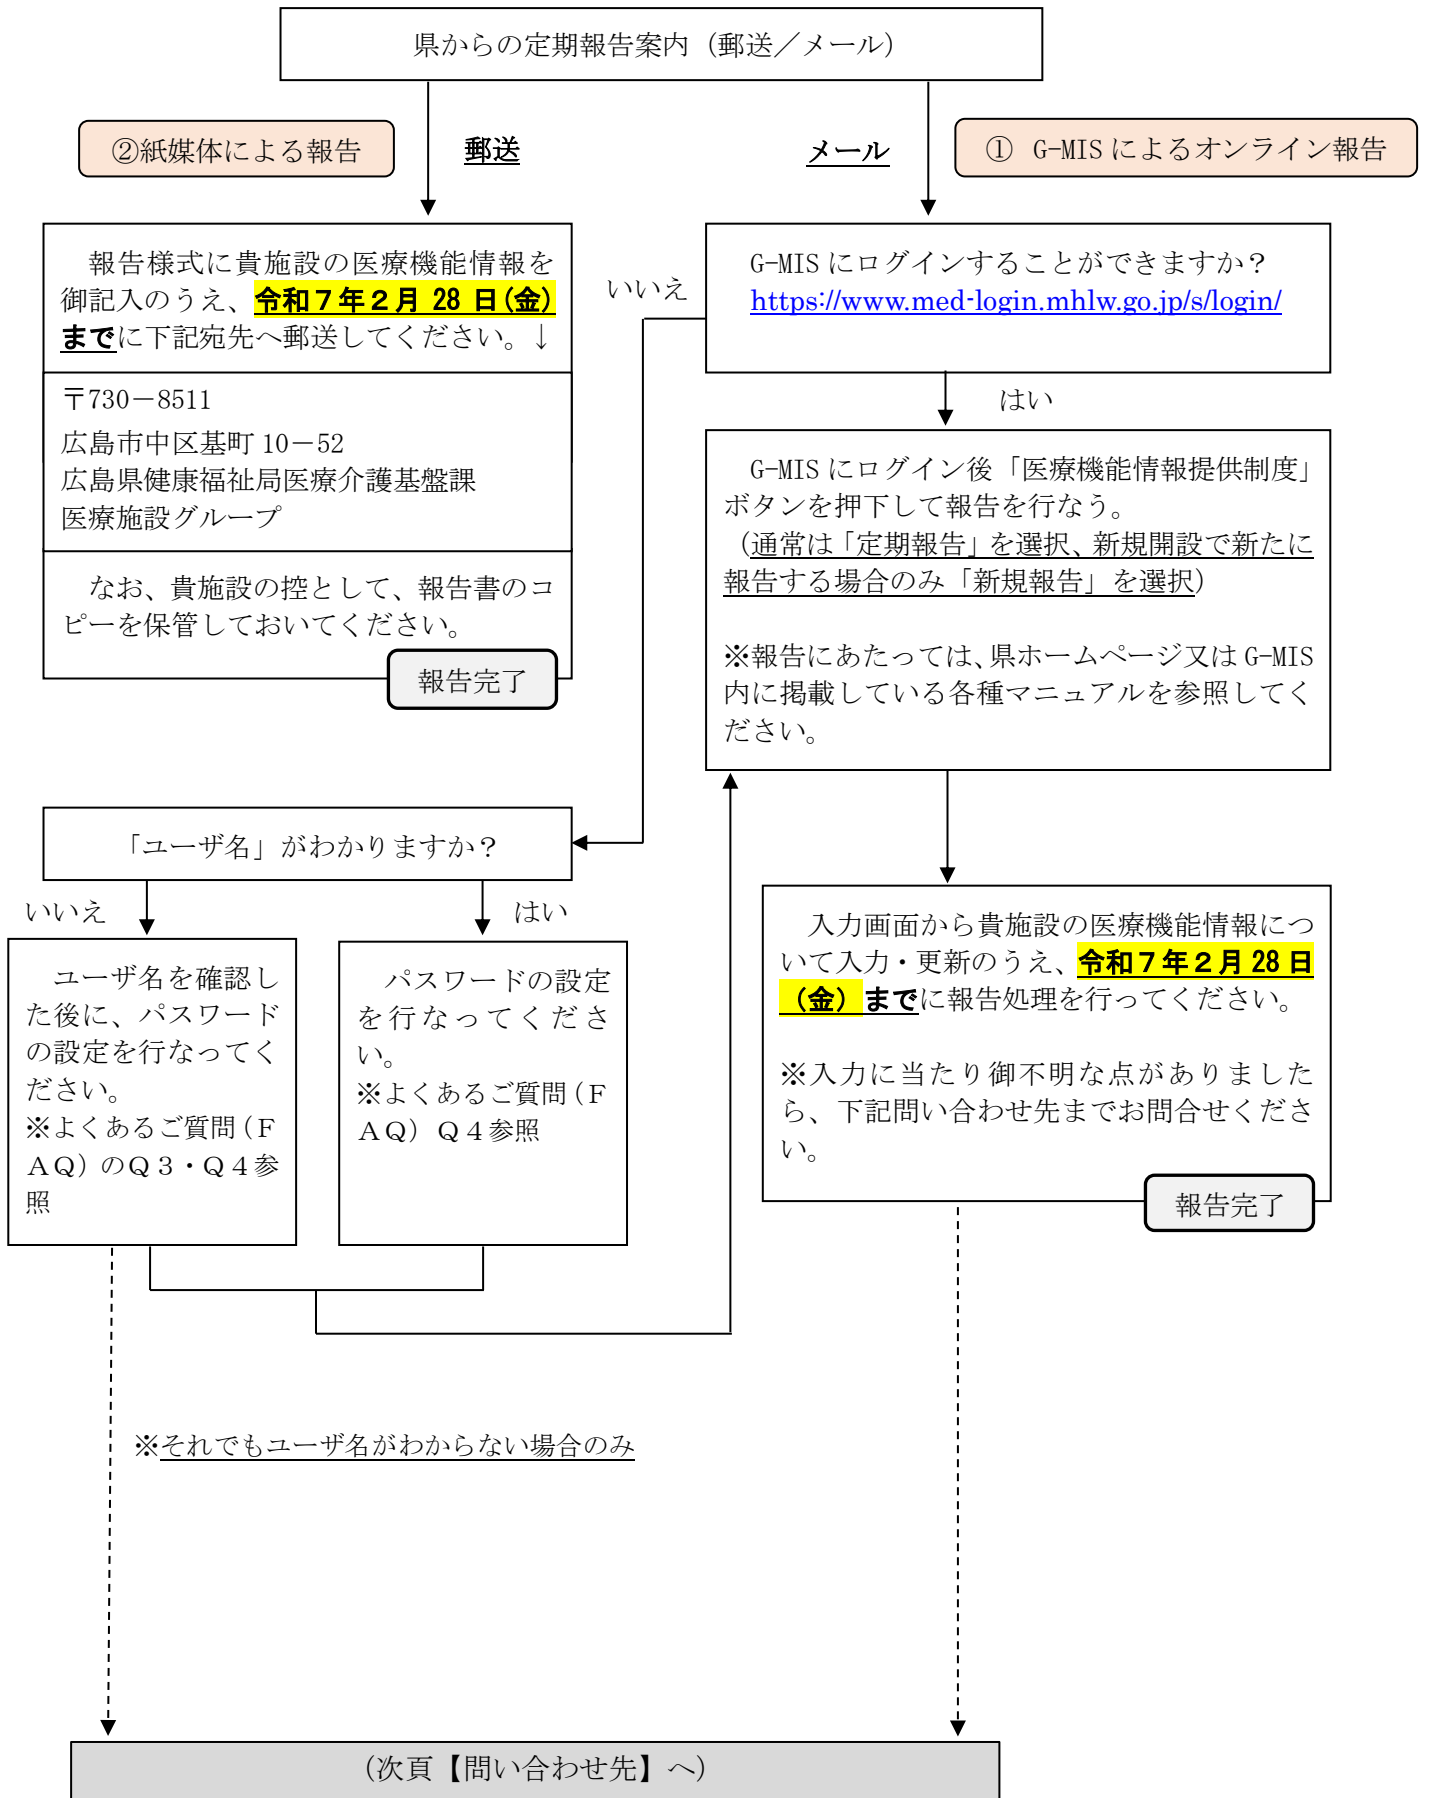 県からの定期報告案内（郵送／メール）
②紙媒体による報告
郵送
メール
① G-MISによるオンライン報告
報告様式に貴施設の医療機能情報を
御記入のうえ、令和７年２月 28 日(金)
までに下記宛先へ郵送してください。↓
〒730－8511
広島市中区基町 10－52
広島県健康福祉局医療介護基盤課
医療施設グループ
なお、貴施設の控として、報告書のコ
ピーを保管しておいてください。
報告完了
いいえ
G-MIS にログインすることができますか？
https://www.med-login.mhlw.go.jp/s/login/
はい
G-MIS にログイン後「医療機能情報提供制度」
ボタンを押下して報告を行なう。
（通常は「定期報告」を選択、新規開設で新たに
報告する場合のみ「新規報告」を選択）
※報告にあたっては、県ホームページ又は G-MIS
内に掲載している各種マニュアルを参照してく
ださい。
「ユーザ名」がわかりますか？
いいえ
はい
ユーザ名を確認し
た後に、パスワード
の設定を行なってく
ださい。
※よくあるご質問（Ｆ
ＡＱ）のＱ３・Ｑ４参
照
パスワードの設定
を行なってくださ
い。
※よくあるご質問（Ｆ
ＡＱ）Ｑ４参照
入力画面から貴施設の医療機能情報につ
いて入力・更新のうえ、令和７年２月 28 日
（金）までに報告処理を行ってください。
※入力に当たり御不明な点がありました
ら、下記問い合わせ先までお問合せくださ
い。
報告完了
※それでもユーザ名がわからない場合のみ
（次頁【問い合わせ先】へ）